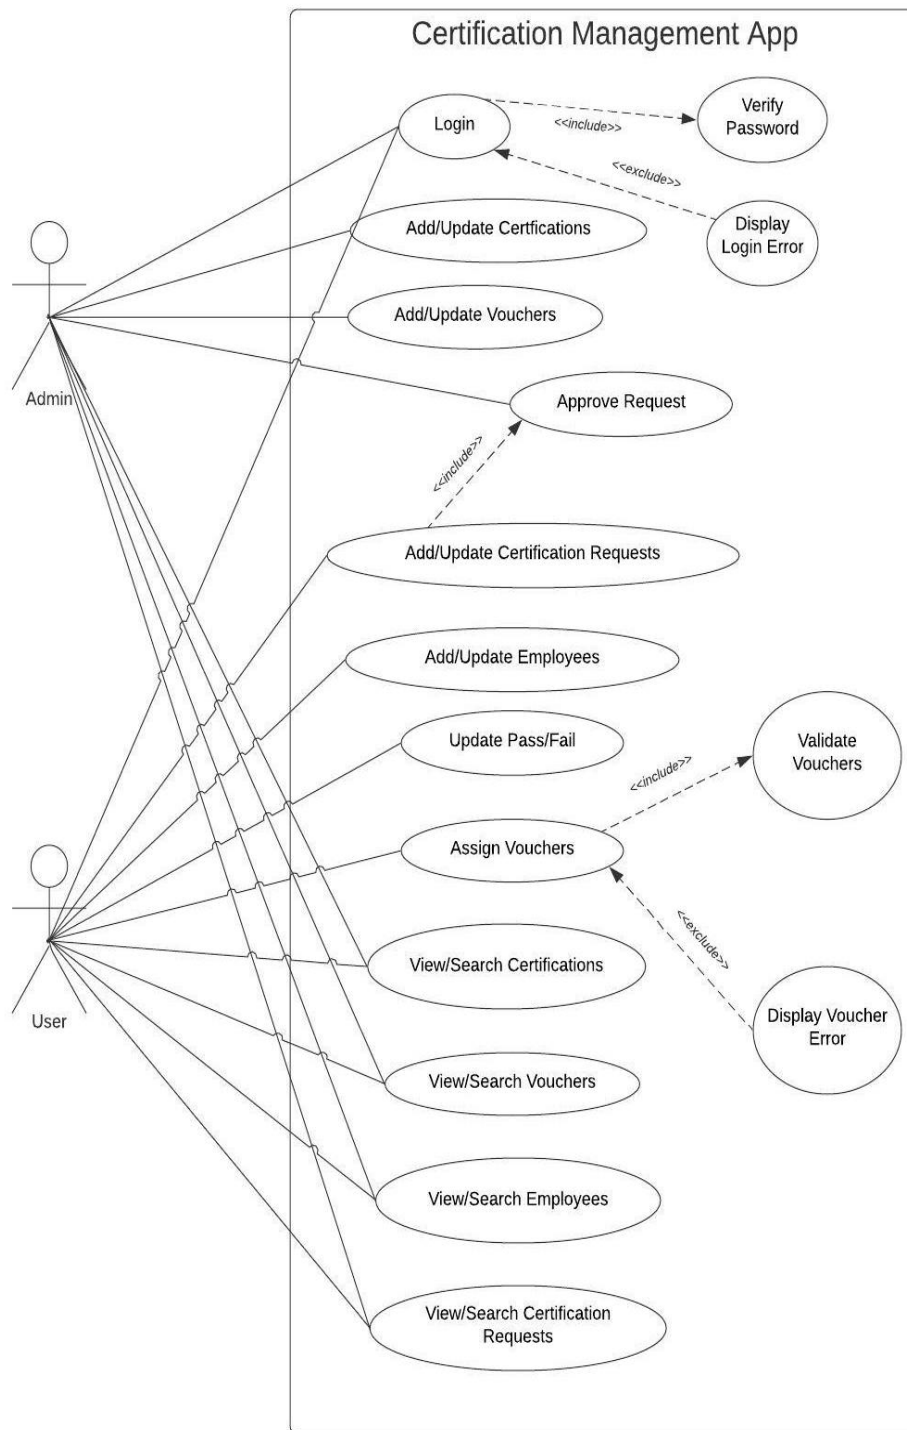 Certification Management App
Login
<<include>>
Verify
Password
<<exclude>>
Display
Login Error
Add/Update Certfications
Add/Update Vouchers
Admin
Approve Request
<<include>>
Add/Update Certification Requests
Add/Update Employees
Update Pass/Fail
Validate
Vouchers
<<include>>
Assign Vouchers
<<exclude>>
View/Search Certifications
Display Voucher
Error
User
View/Search Vouchers
View/Search Employees
View/Search Certification
Requests